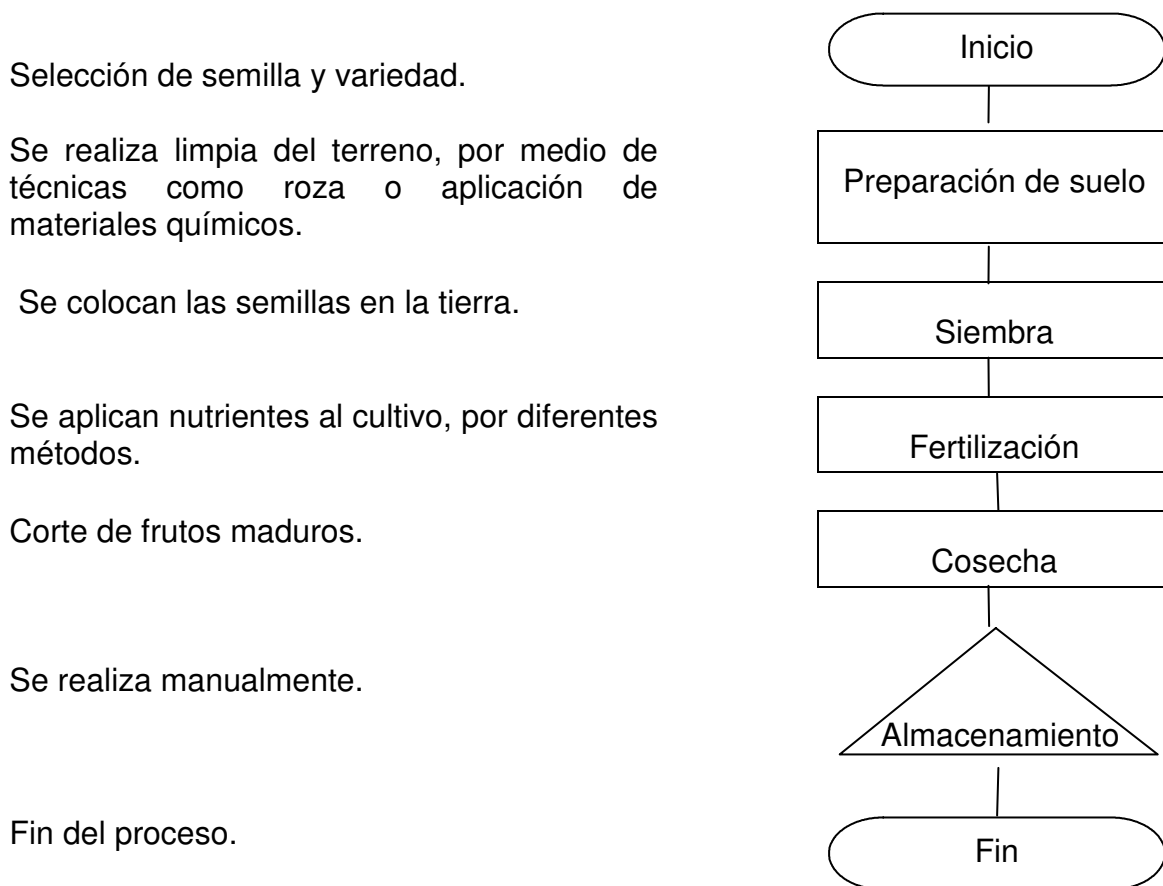 Inicio
Selección de semilla y variedad.
Se realiza limpia del terreno, por medio de
técnicas como roza o aplicación de
materiales químicos.
Preparación de suelo
Se colocan las semillas en la tierra.
Siembra
Se aplican nutrientes al cultivo, por diferentes
métodos.
Fertilización
Corte de frutos maduros.
Cosecha
Se realiza manualmente.
Almacenamiento
Fin del proceso.
Fin